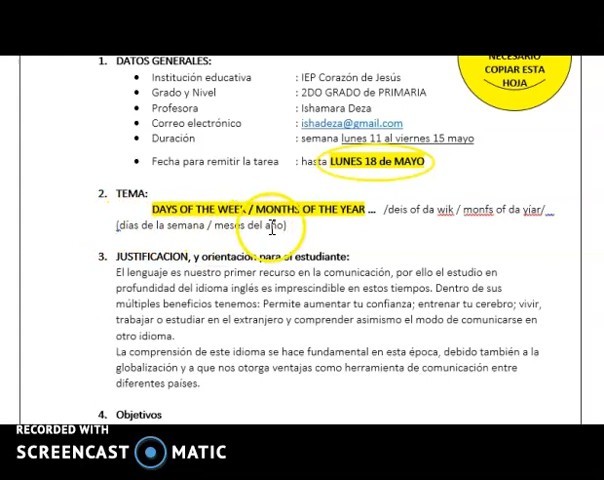 NECESARIO
COPIAR ESTA
HOJA
1. DATOS GENERALES:
• Institución educativa : IEP Corazón de Jesús
• Grado y Nivel : 2DO GRADO de PRIMARIA
• Profesora : Ishamara Deza
• Correo electrónico : ishadeza@gmail.com
• Duración : semana lunes 11 al viernes 15 mayo
• Fecha para remitir la tarea : hasta LUNES 18 de MAYO
2. TEMA:
DAYS OF THE WEEK / MONTHS OF THE YEAR ... /deis of da wik / monfs of da yíar/
(días de la semana / meses del año)
3. JUSTIFICACION, y orientación para el estudiante:
El lenguaje es nuestro primer recurso en la comunicación, por ello el estudio en
profundidad del idioma inglés es imprescindible en estos tiempos. Dentro de sus
múltiples beneficios tenemos: Permite aumentar tu confianza; entrenar tu cerebro; vivir,
trabajar o estudiar en el extranjero y comprender asimismo el modo de comunicarse en
otro idioma.
La comprensión de este idioma se hace fundamental en esta época, debido también a la
globalización y a que nos otorga ventajas como herramienta de comunicación entre
diferentes países.
4. Objetivos
RECORDED WITH
SCREENCAST MATIC